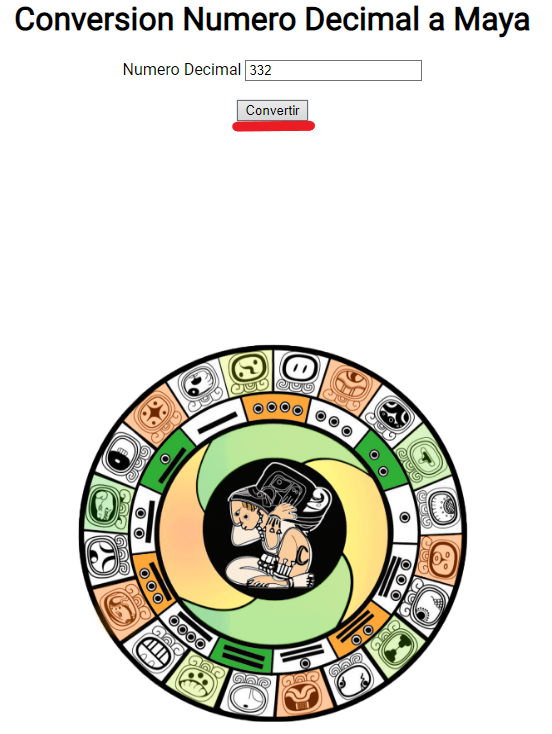 Conversion Numero Decimal a Maya
Numero Decimal 332
Convertir